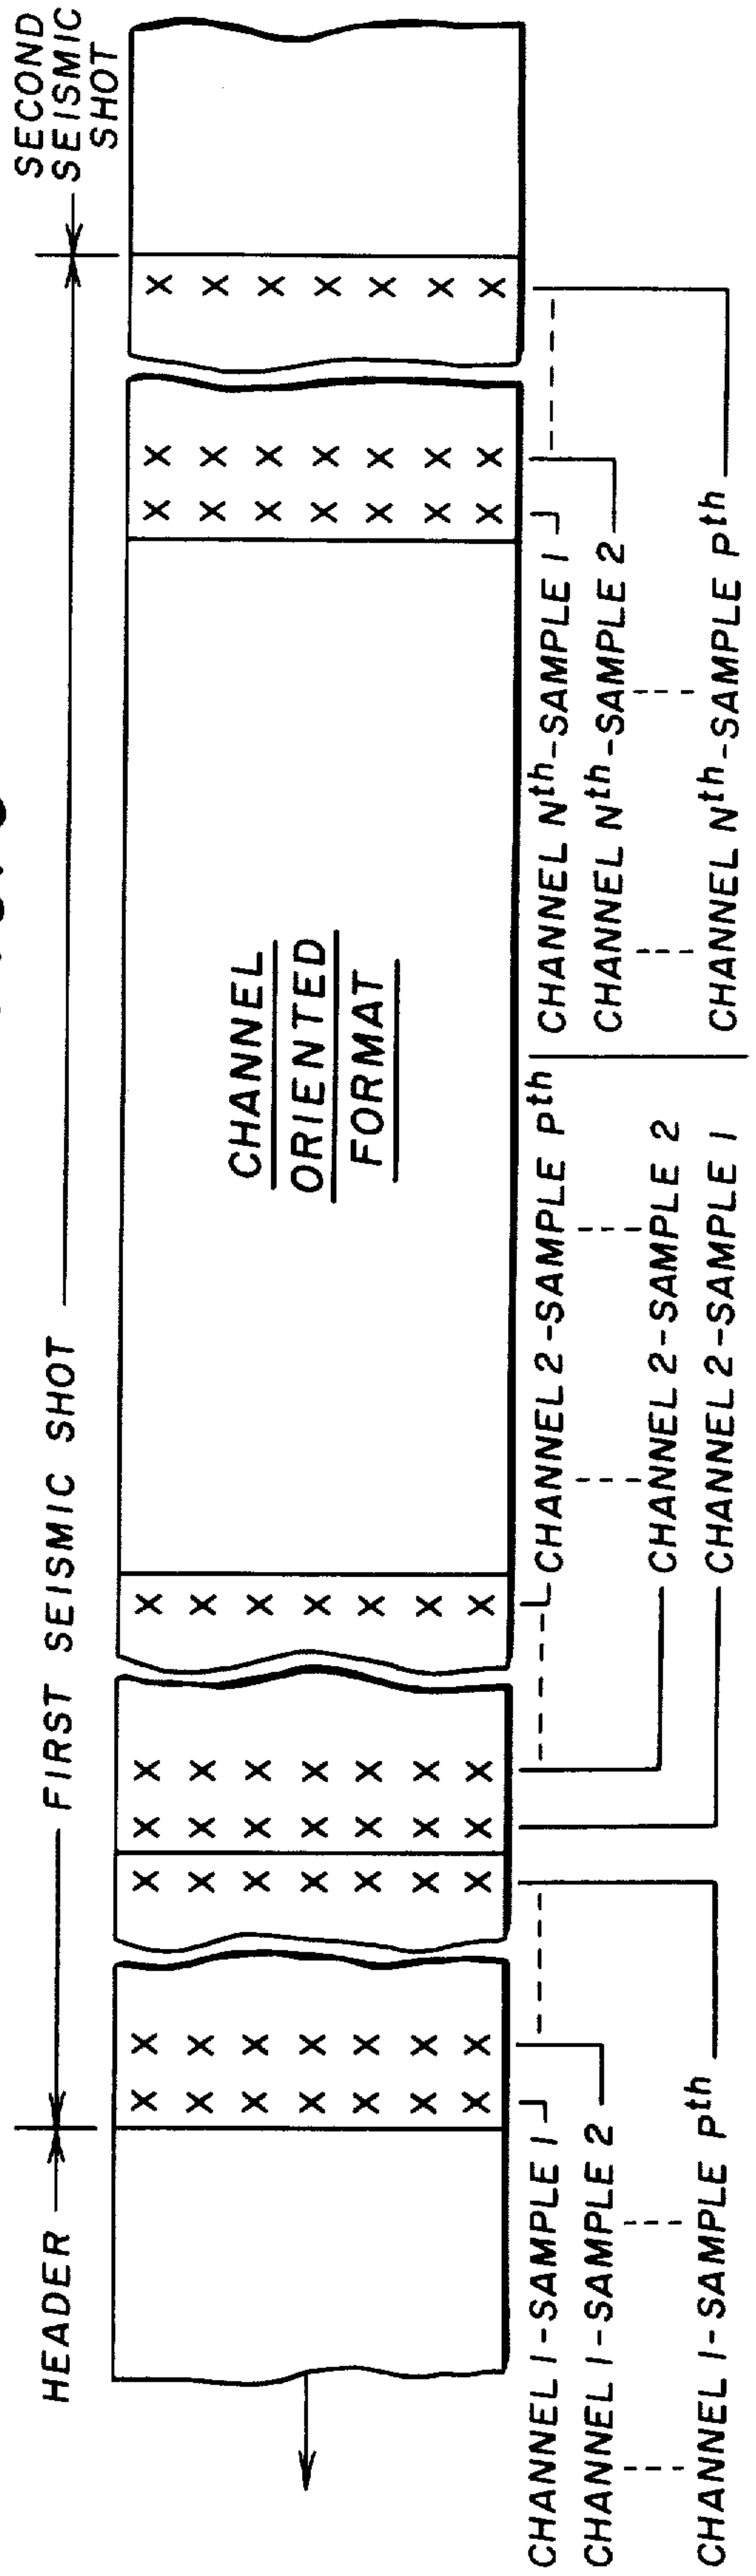 HEADER
FIRST SEISMIC SHOT
SECOND
SEISMIC
SHOT
CHANNEL
ORIENTED
FORMAT
X X X X X X X
X X X X X X X
X X X X X X X
X X X X X X X
X X X X X X X
X X X X X X X
X X X X X X X
X X X X X X X
X X X X X X X
CHANNEL 1-SAMPLE 1
CHANNEL 1-SAMPLE 2
CHANNEL 1-SAMPLE Pth
CHANNEL 2-SAMPLE Pth
CHANNEL 2-SAMPLE 2
CHANNEL 2-SAMPLE 1
CHANNEL Nth-SAMPLE 1
CHANNEL Nth-SAMPLE 2
CHANNEL Nth-SAMPLE Pth